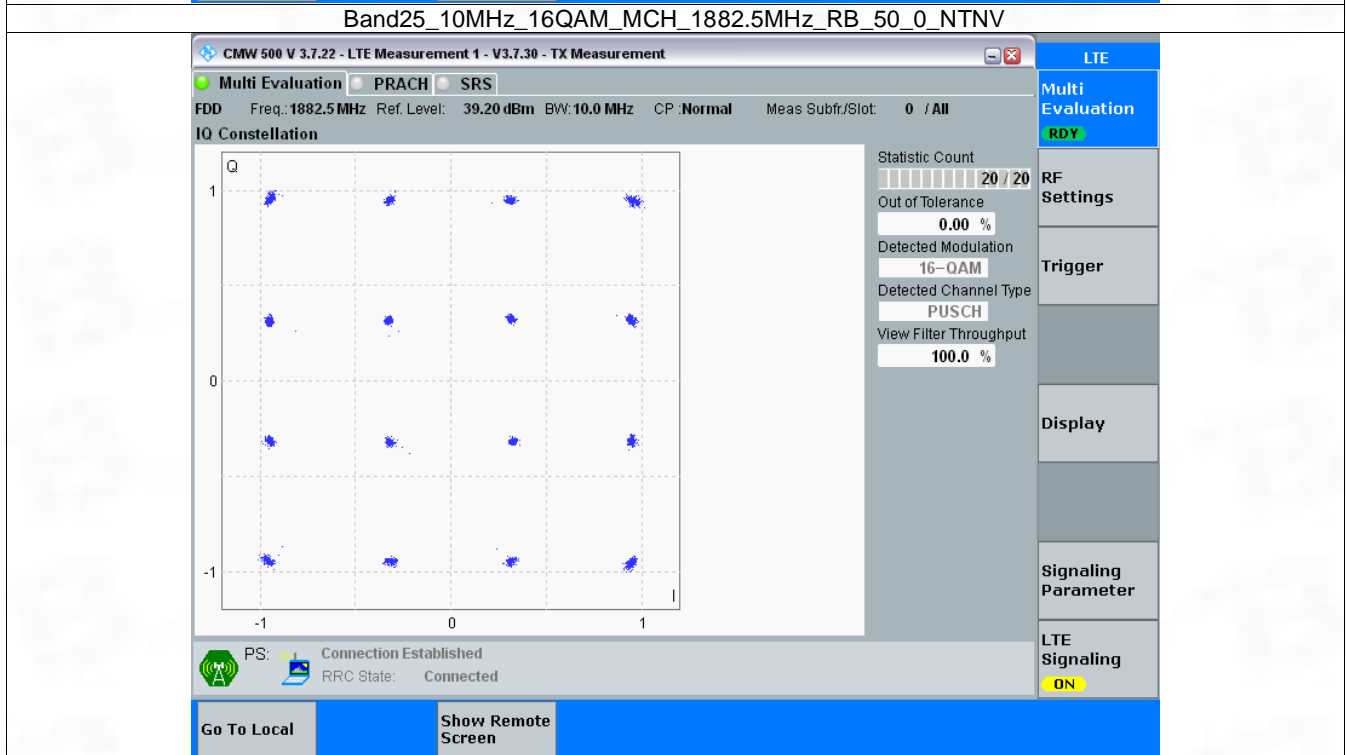 Band25_10MHz_16QAM_MCH_1882.5MHz_RB_50_0_NTNV
CMW 500 V 3.7.22 - LTE Measurement 1 - V3.7.30 - TX Measurement
LTE
Multi Evaluation PRACH SRS
FDD Freq.: 1882.5 MHz Ref. Level: 39.20 dBm BW: 10.0 MHz CP : Normal Meas Subfr./Slot: 0 / All
IQ Constellation
Q
1
0
-1
-1 0 1
I
Statistic Count
20 / 20
Out of Tolerance
0.00 %
Detected Modulation
16-QAM
Detected Channel Type
PUSCH
View Filter Throughput
100.0 %
Multi
Evaluation
RDY
RF
Settings
Trigger
Display
Signaling
Parameter
LTE
Signaling
ON
PS: Connection Established
RRC State: Connected
A
Go To Local
Show Remote
Screen